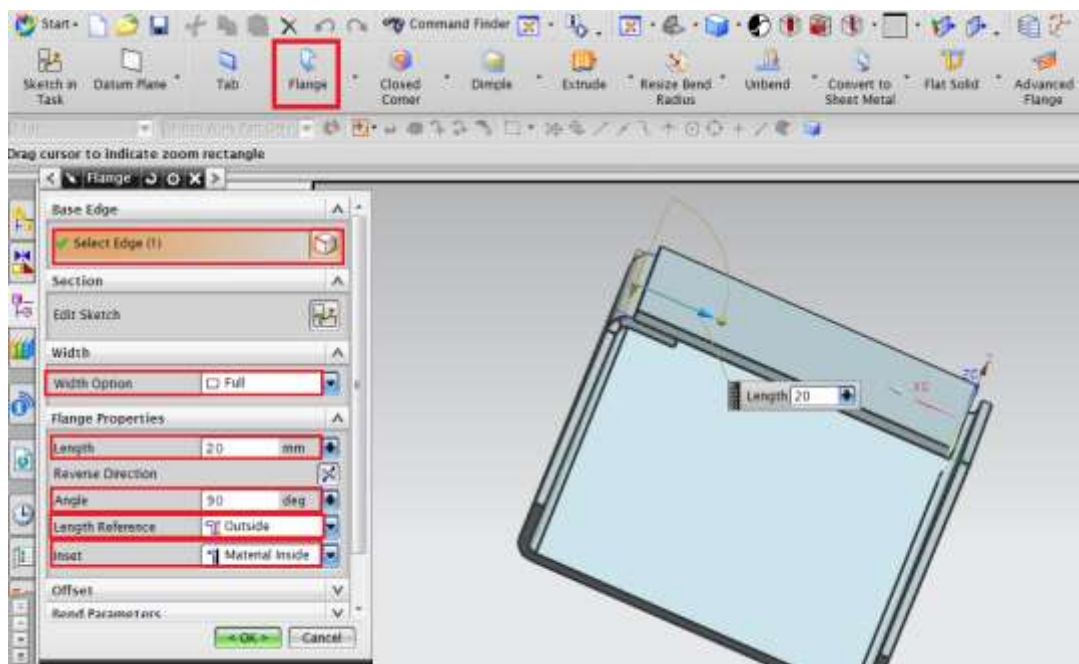 Start
Command Finder
Sketch in Task
Datum Plane
Tab
Flange
Closed Corner
Dimple
Extrude
Resize Bend Radius
Unbend
Convert to Sheet Metal
Flat Solid
Advanced Flange
Drag cursor to indicate zoom rectangle
Flange
Base Edge
Select Edge (1)
Section
Edit Sketch
Width
Width Option Full
Flange Properties
Length 20 mm
Reverse Direction
Angle 90 deg
Length Reference Outside
Inset Material Inside
Offset
Bend Parameters
< OK > Cancel
Length 20
XC
ZC